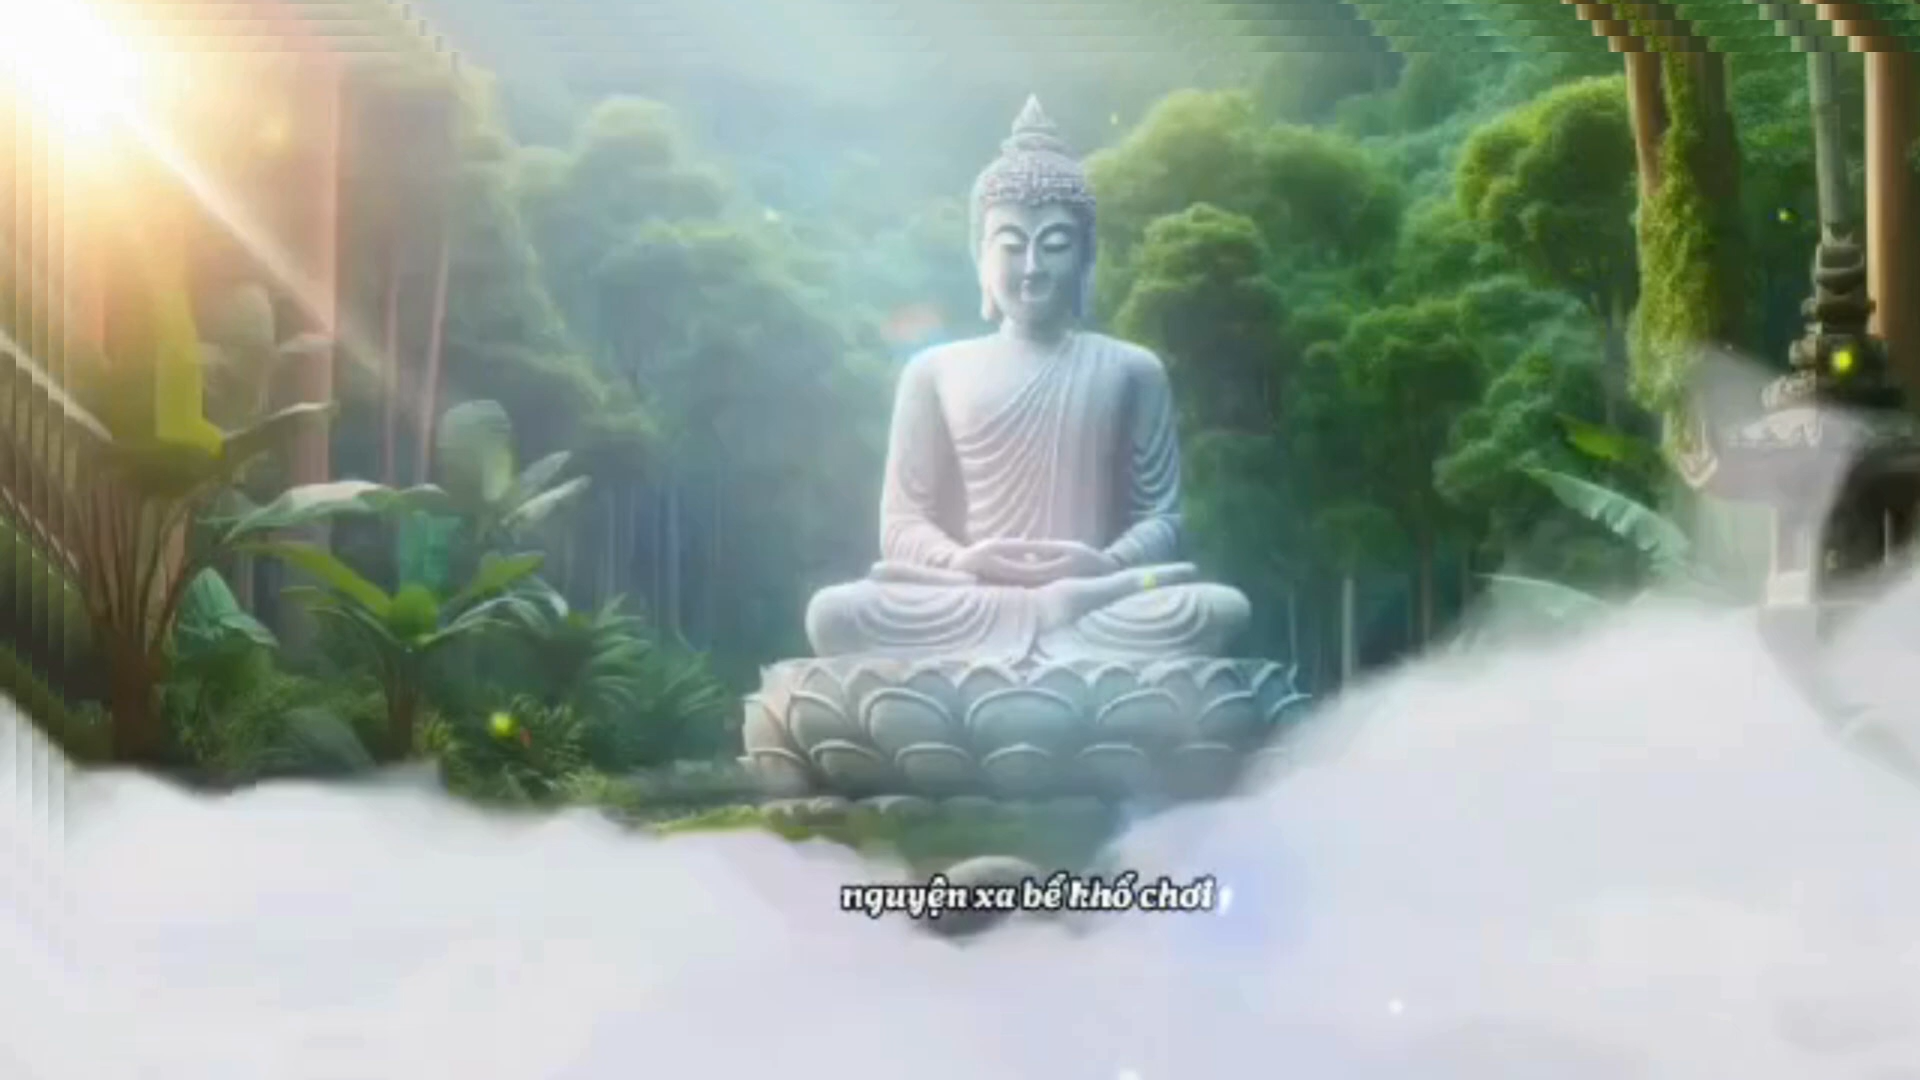 nguyện xa bể khổ chơi